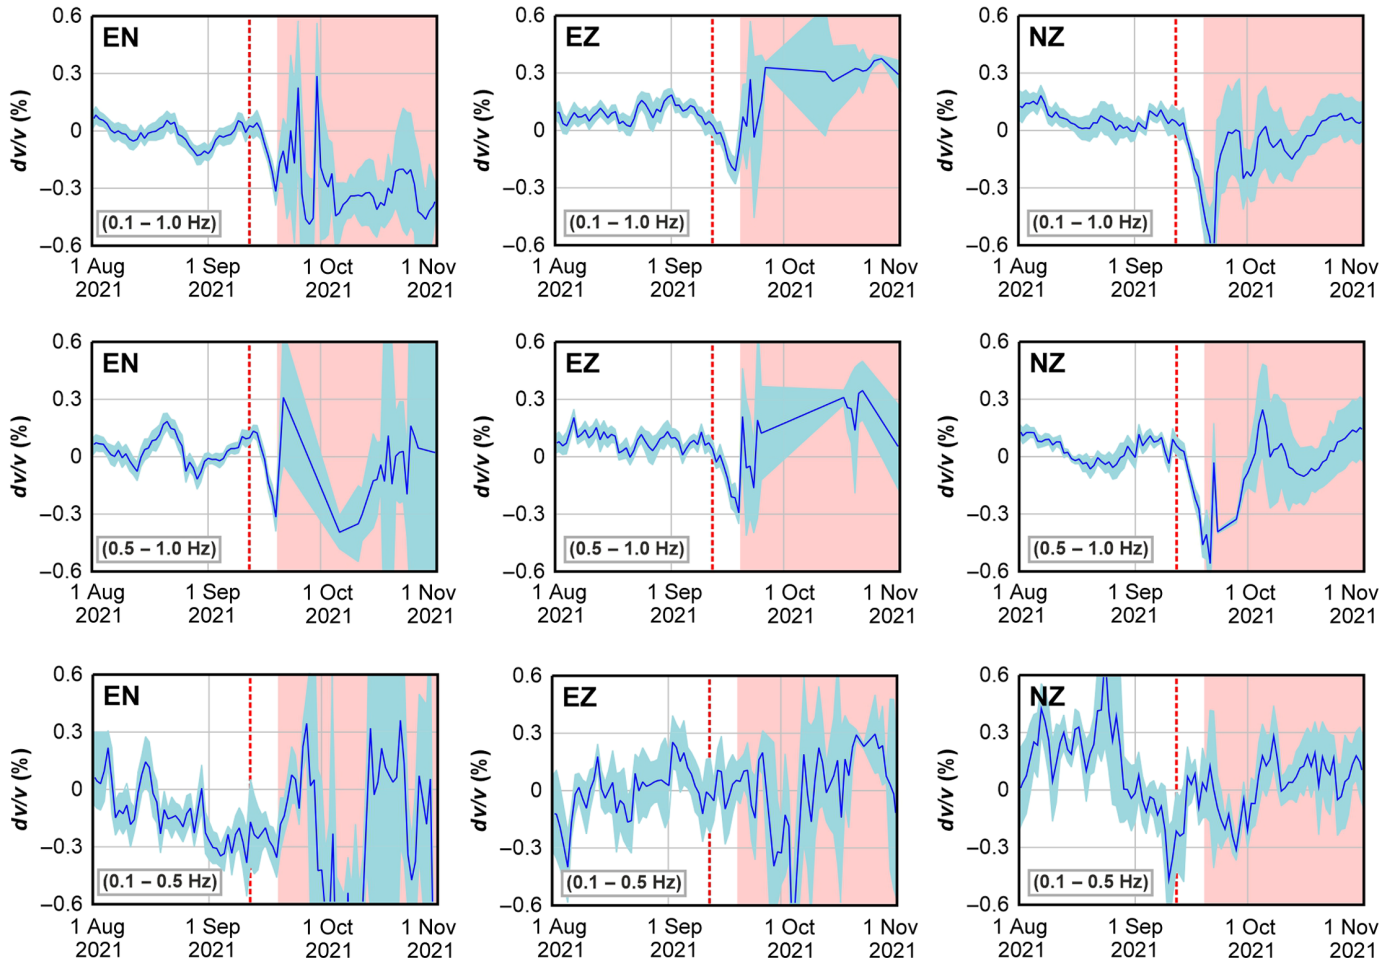 0.6
0.3
0
−0.3
−0.6
dv/v (%)
EN
(0.1 – 1.0 Hz)
1 Aug
2021
1 Sep
2021
1 Oct
2021
1 Nov
2021
0.6
0.3
0
−0.3
−0.6
dv/v (%)
EZ
(0.1 – 1.0 Hz)
1 Aug
2021
1 Sep
2021
1 Oct
2021
1 Nov
2021
0.6
0.3
0
−0.3
−0.6
dv/v (%)
NZ
(0.1 – 1.0 Hz)
1 Aug
2021
1 Sep
2021
1 Oct
2021
1 Nov
2021
0.6
0.3
0
−0.3
−0.6
dv/v (%)
EN
(0.5 – 1.0 Hz)
1 Aug
2021
1 Sep
2021
1 Oct
2021
1 Nov
2021
0.6
0.3
0
−0.3
−0.6
dv/v (%)
EZ
(0.5 – 1.0 Hz)
1 Aug
2021
1 Sep
2021
1 Oct
2021
1 Nov
2021
0.6
0.3
0
−0.3
−0.6
dv/v (%)
NZ
(0.5 – 1.0 Hz)
1 Aug
2021
1 Sep
2021
1 Oct
2021
1 Nov
2021
0.6
0.3
0
−0.3
−0.6
dv/v (%)
EN
(0.1 – 0.5 Hz)
1 Aug
2021
1 Sep
2021
1 Oct
2021
1 Nov
2021
0.6
0.3
0
−0.3
−0.6
dv/v (%)
EZ
(0.1 – 0.5 Hz)
1 Aug
2021
1 Sep
2021
1 Oct
2021
1 Nov
2021
0.6
0.3
0
−0.3
−0.6
dv/v (%)
NZ
(0.1 – 0.5 Hz)
1 Aug
2021
1 Sep
2021
1 Oct
2021
1 Nov
2021